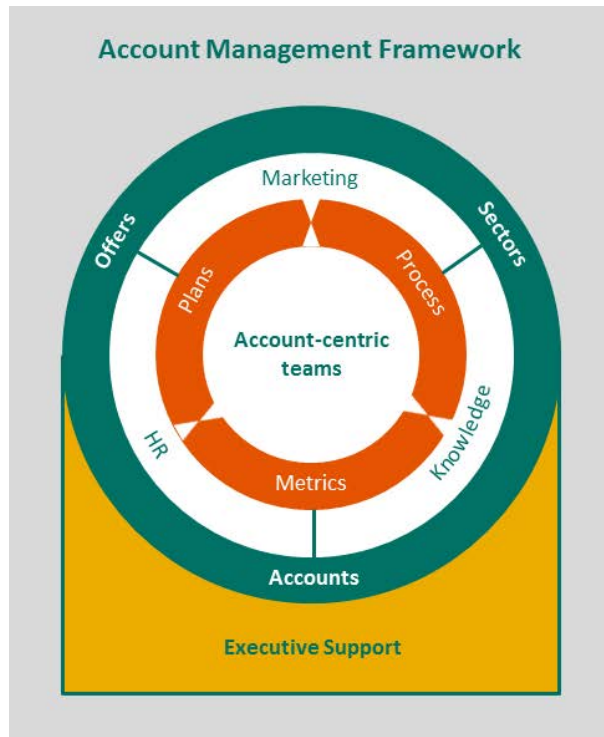 Account Management Framework
Marketing
Offers
Sectors
Plans
Process
Account-centric
teams
HR
Knowledge
Metrics
Accounts
Executive Support